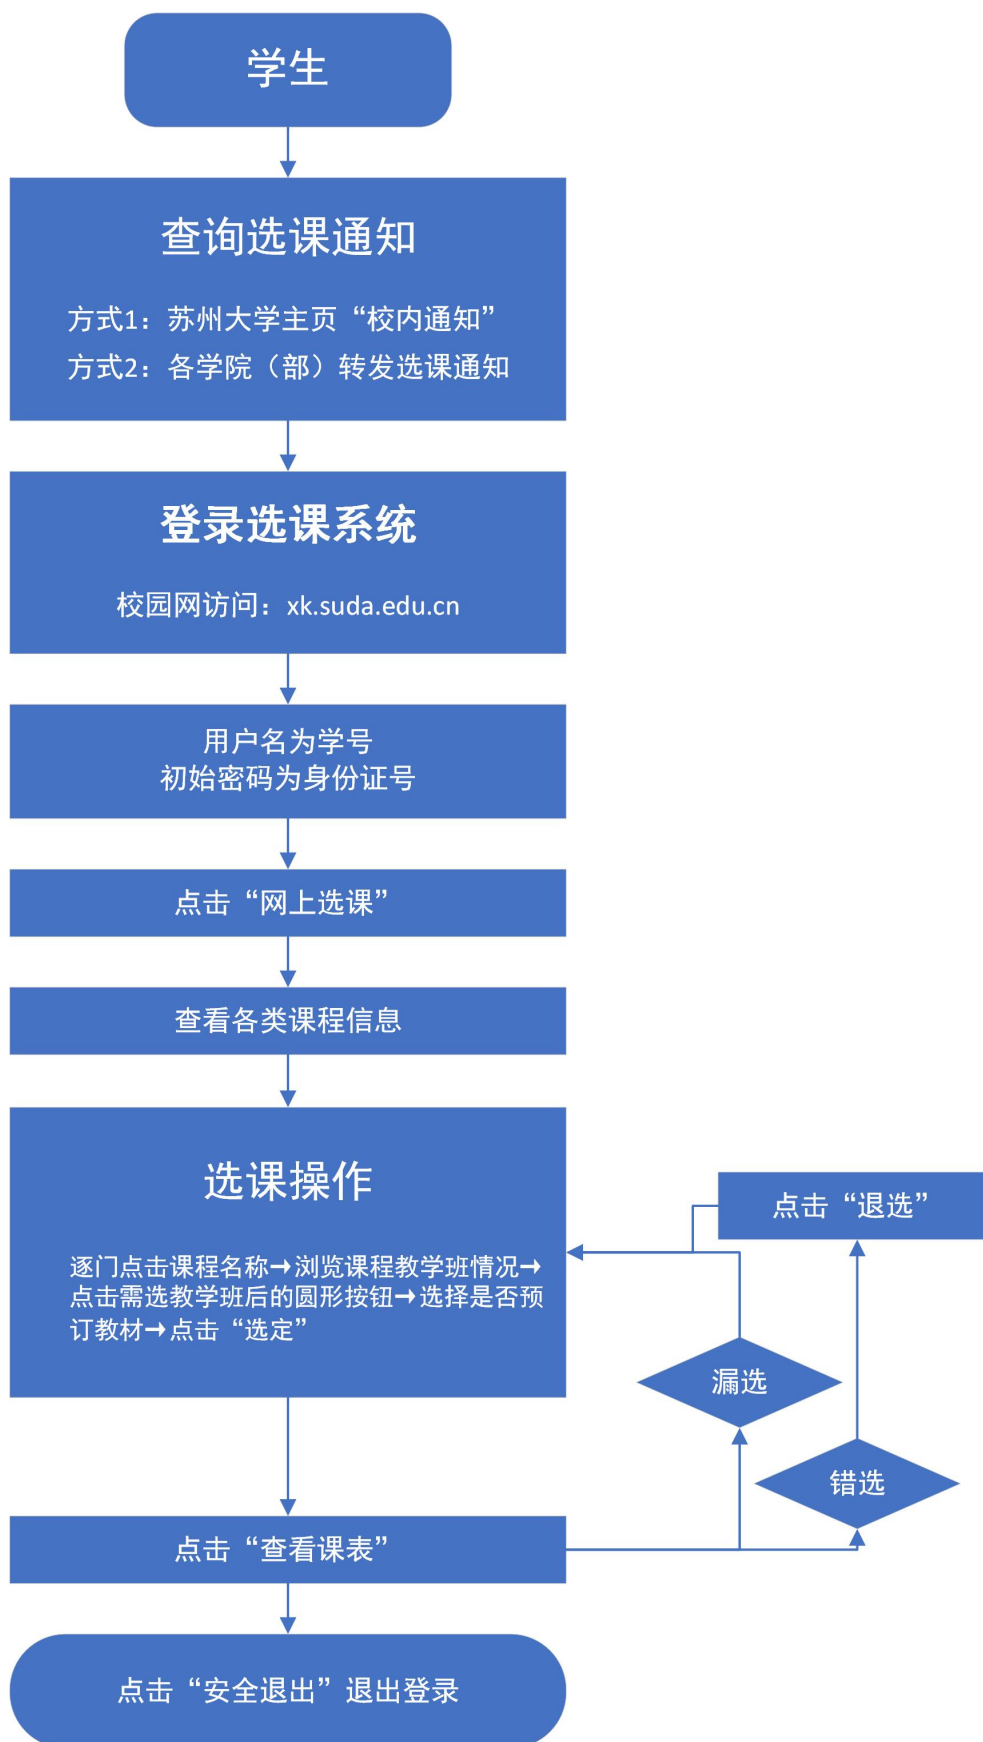 学生
查询选课通知
方式1：苏州大学主页“校内通知”
方式2：各学院（部）转发选课通知
登录选课系统
校园网访问：xk.suda.edu.cn
用户名为学号
初始密码为身份证号
点击“网上选课”
查看各类课程信息
选课操作
逐门点击课程名称→浏览课程教学班情况→
点击需选教学班后的圆形按钮→选择是否预
订教材→点击“选定”
点击“退选”
漏选
错选
点击“查看课表”
点击“安全退出”退出登录